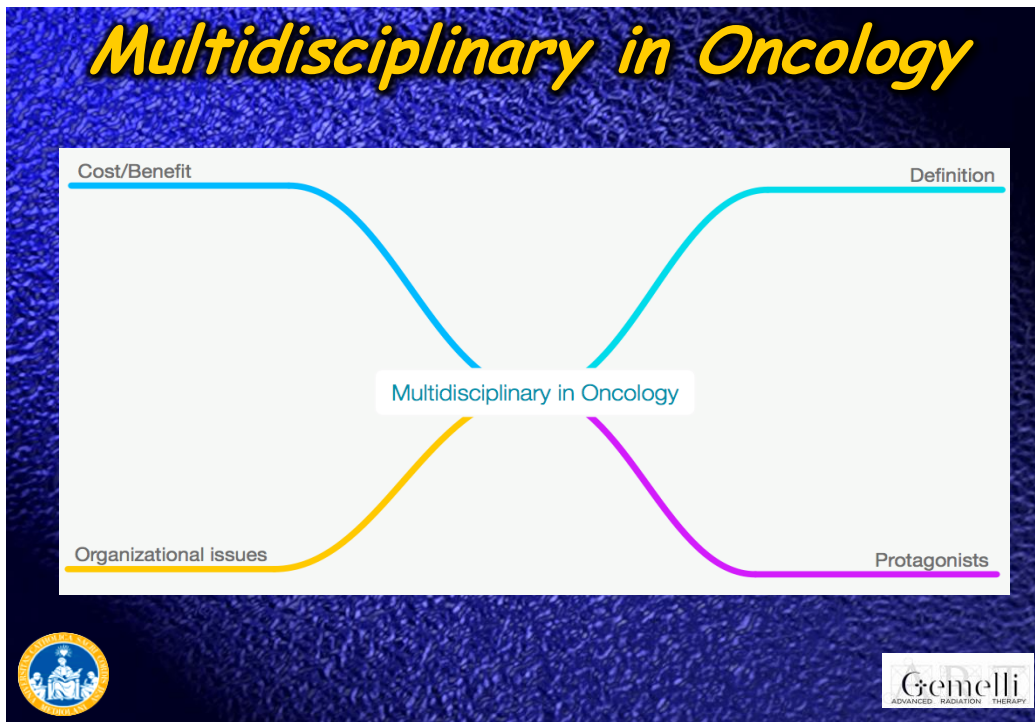 Multidisciplinary in Oncology
Cost/Benefit
Definition
Multidisciplinary in Oncology
Organizational issues
Protagonists
Gemelli
ADVANCED RADIATION THERAPY